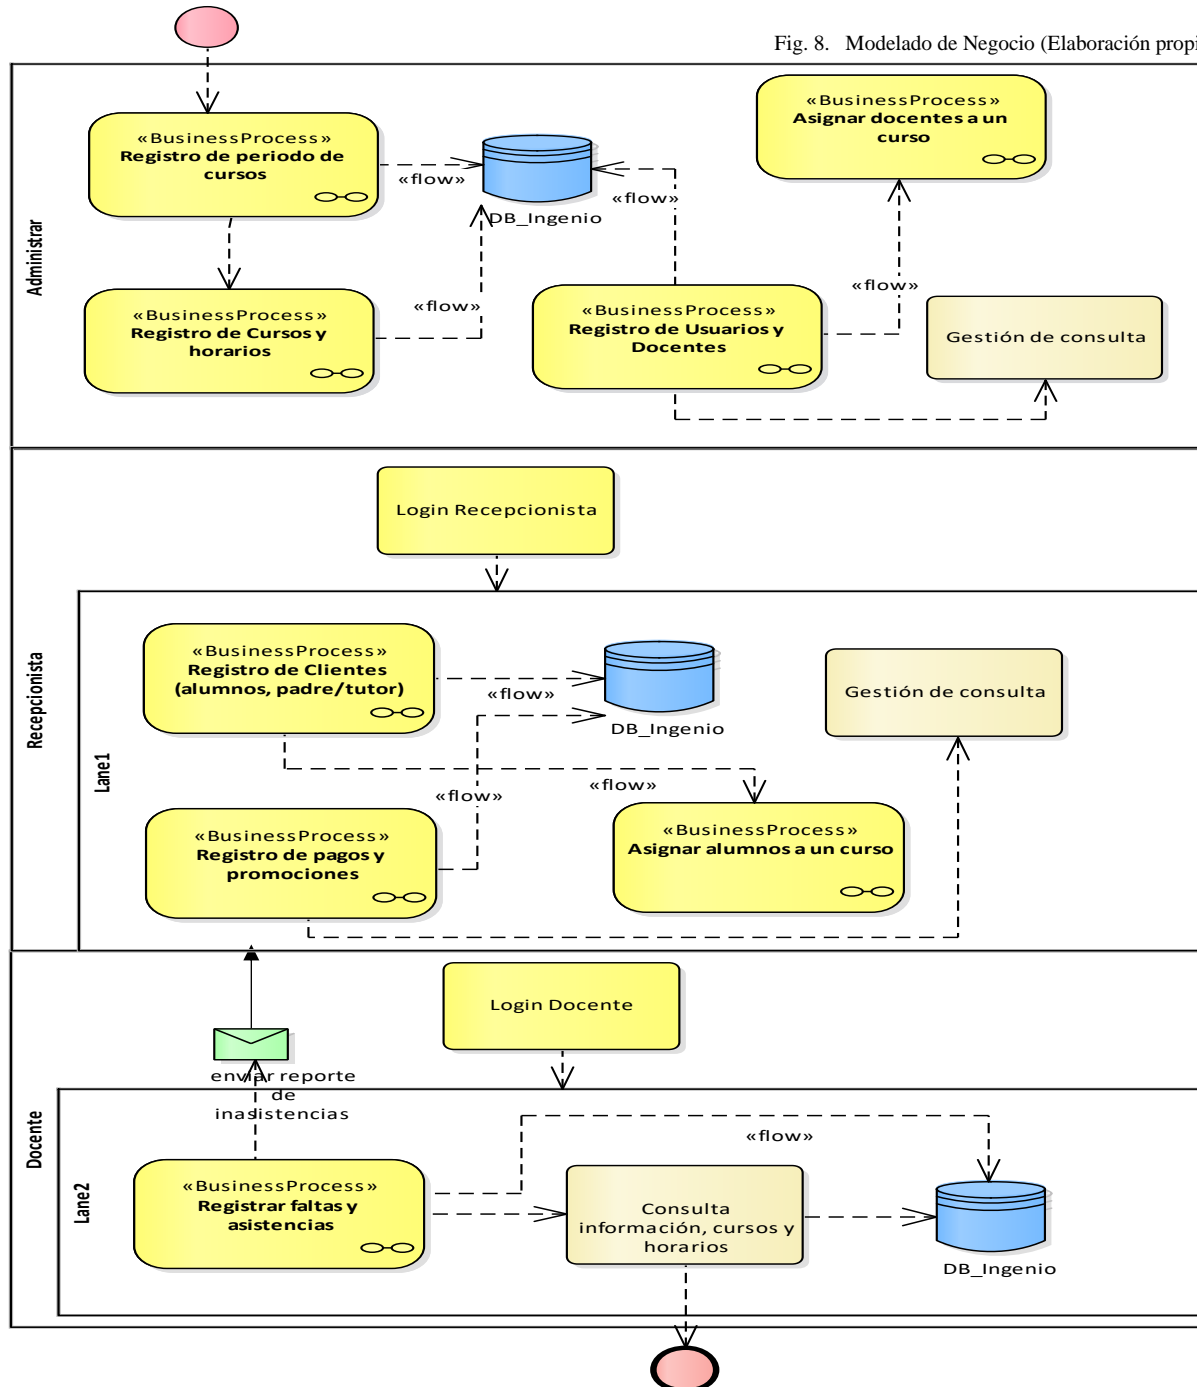 Fig. 8. Modelado de Negocio (Elaboración propi
Administrar
«BusinessProcess»
Registro de periodo de
cursos
«flow»
DB_Ingenio
«BusinessProcess»
Asignar docentes a un
curso
«flow»
«flow»
«BusinessProcess»
Registro de Cursos y
horarios
«flow»
«BusinessProcess»
Registro de Usuarios y
Docentes
Gestión de consulta
Recepcionista
Login Recepcionista
Lane1
«BusinessProcess»
Registro de Clientes
(alumnos, padre/tutor)
«flow»
DB_Ingenio
Gestión de consulta
«flow»
«flow»
«BusinessProcess»
Registro de pagos y
promociones
«BusinessProcess»
Asignar alumnos a un curso
Docente
Login Docente
enviar reporte
de
inasistencias
Lane2
«flow»
«BusinessProcess»
Registrar faltas y
asistencias
Consulta
información, cursos y
horarios
DB_Ingenio